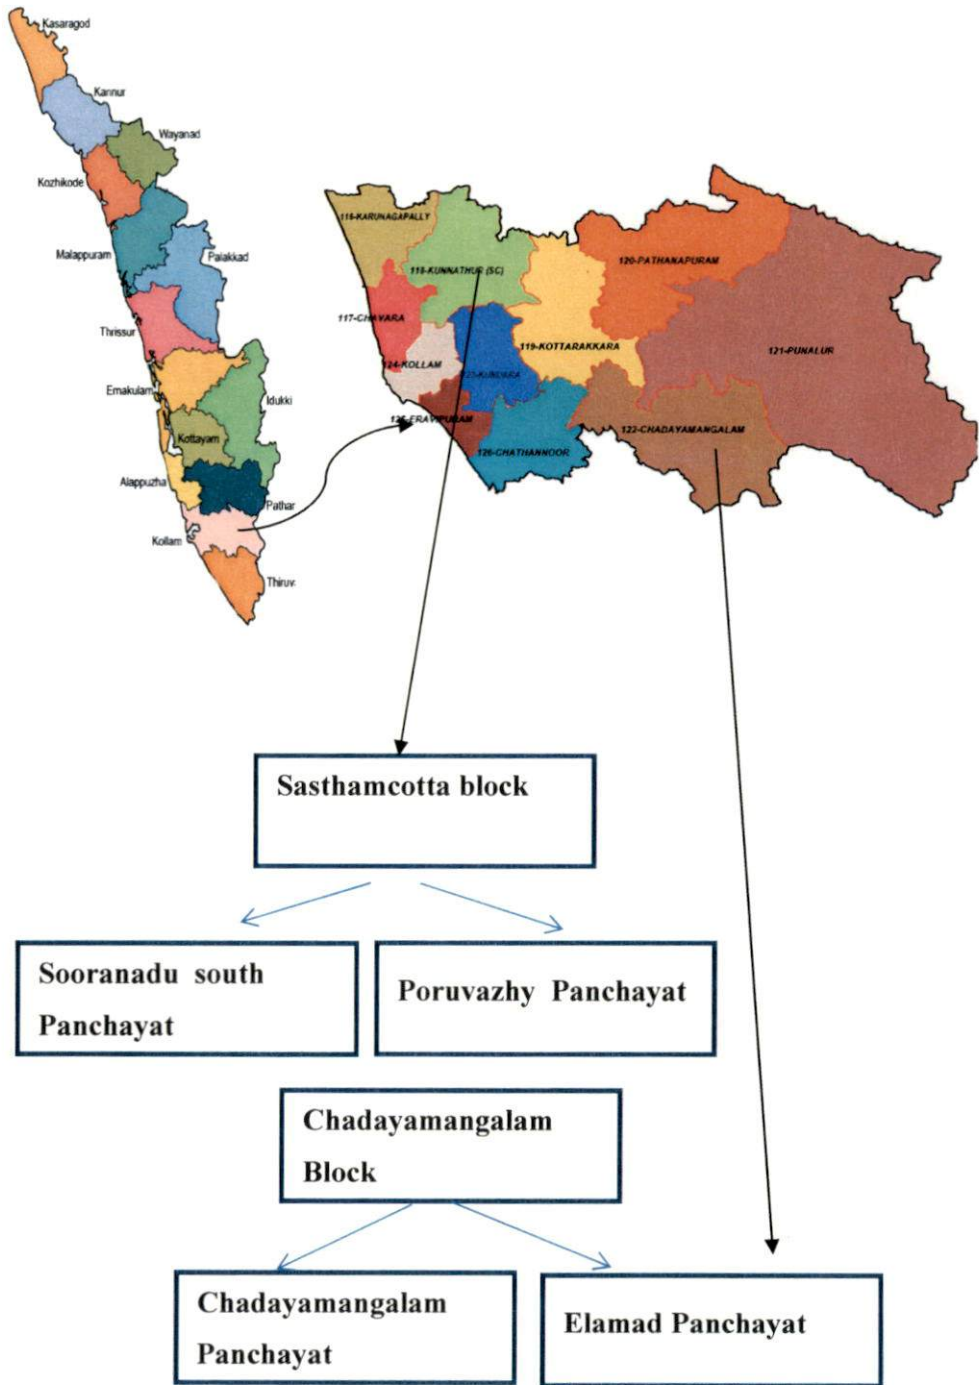 Kasaragod
Kannur
Wayanad
Kozhikode
Malappuram
Palakkad
Thrissur
Ernakulam
Idukki
Kottayam
Alappuzha
Pathar
Kollam
Thiruv
116-KARUNAGAPALLY
118-KUNNATHUR (SC)
120-PATHANAPURAM
117-CHAVARA
119-KOTTARAKKARA
121-PUNALUR
124-KOLLAM
123-KUNDARA
125-ERAVIPURAM
122-CHADAYAMANGALAM
126-CHATHANNOOR
Sasthamcotta block
Sooranadu south
Panchayat
Poruvazhy Panchayat
Chadayamangalam
Block
Chadayamangalam
Panchayat
Elamad Panchayat